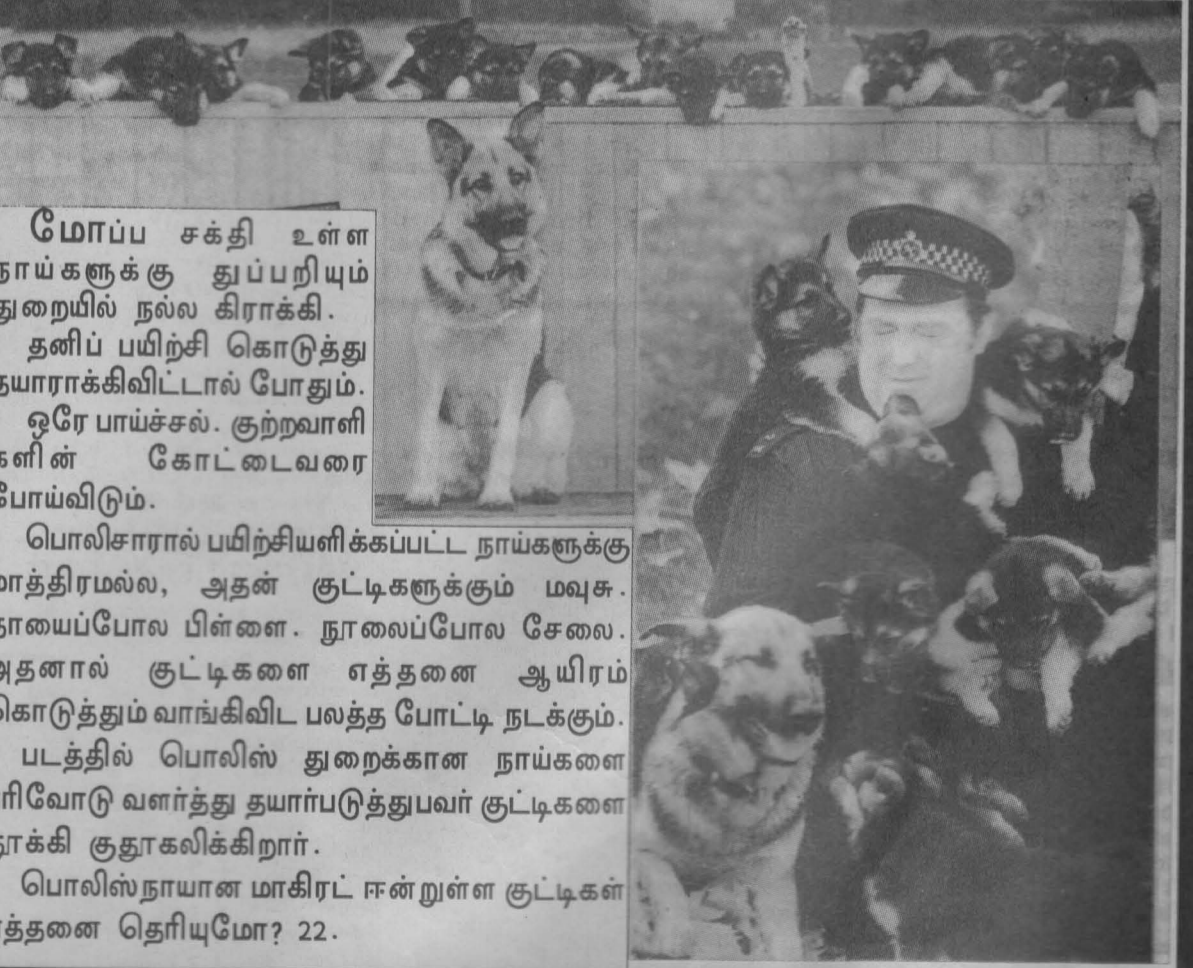 மோப்ப சக்தி உள்ள
நாய்களுக்கு துப்பறியும்
துறையில் நல்ல கிராக்கி.
தனிப் பயிற்சி கொடுத்து
தயாராக்கிவிட்டால் போதும்.
ஒரே பாய்ச்சல். குற்றவாளி
களின் கோட்டைவரை
போய்விடும்.
பொலிசாரால் பயிற்சியளிக்கப்பட்ட நாய்களுக்கு
மாத்திரமல்ல, அதன் குட்டிகளுக்கும் மவுசு.
தாயைப்போல பிள்ளை. நூலைப்போல சேலை.
அதனால் குட்டிகளை எத்தனை ஆயிரம்
கொடுத்தும் வாங்கிவிட பலத்த போட்டி நடக்கும்.
படத்தில் பொலிஸ் துறைக்கான நாய்களை
பரிவோடு வளர்த்து தயார்படுத்துபவர் குட்டிகளை
தூக்கி குதூகலிக்கிறார்.
பொலிஸ்நாயான மாகிரட் ஈன்றுள்ள குட்டிகள்
எத்தனை தெரியுமோ? 22.